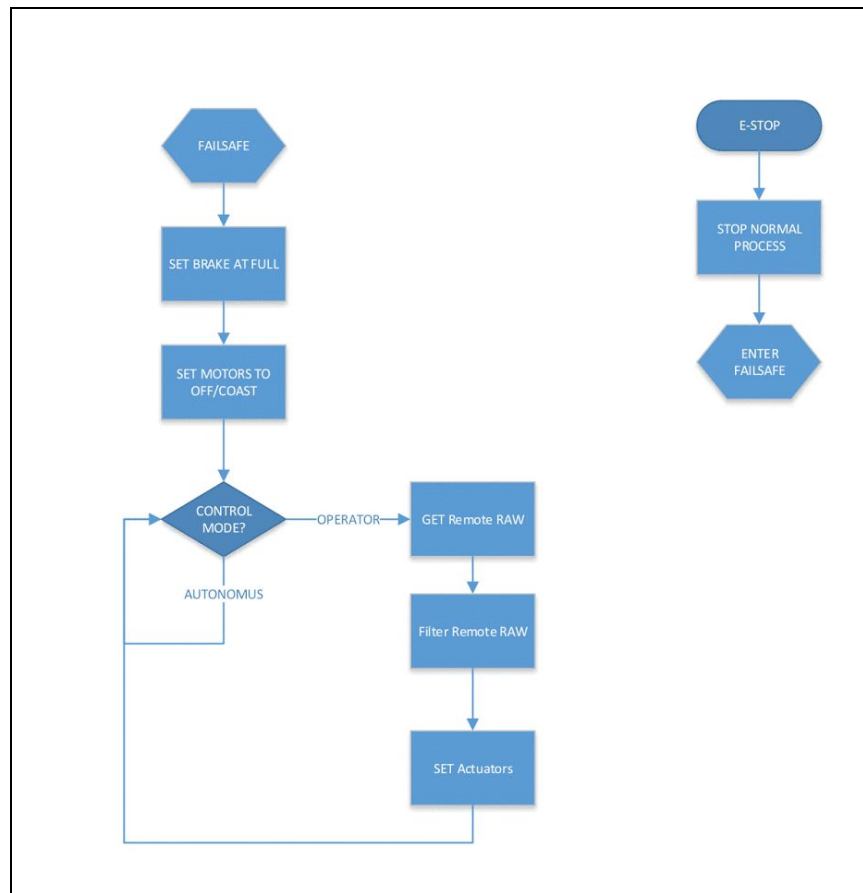 FAILSAFE
SET BRAKE AT FULL
SET MOTORS TO
OFF/COAST
CONTROL
MODE?
OPERATOR
AUTONOMUS
GET Remote RAW
Filter Remote RAW
SET Actuators
E-STOP
STOP NORMAL
PROCESS
ENTER
FAILSAFE